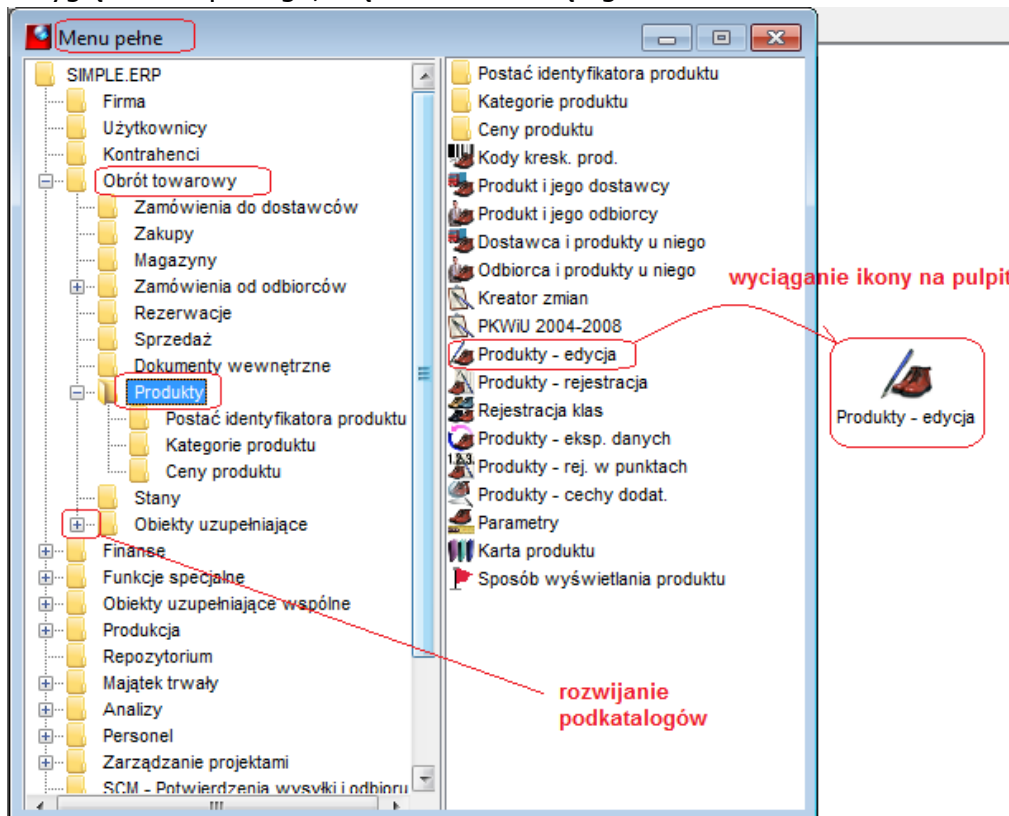 Menu pełne
SIMPLE.ERP
Firma
Użytkownicy
Kontrahenci
Obrót towarowy
Zamówienia do dostawców
Zakupy
Magazyny
Zamówienia od odbiorców
Rezerwacje
Sprzedaż
Dokumenty wewnętrzne
Produkty
Postać identyfikatora produktu
Kategorie produktu
Ceny produktu
Stany
Obiekty uzupełniające
Finanse
Funkcje specjalne
Obiekty uzupełniające wspólne
Produkcja
Repozytorium
Majątek trwały
Analizy
Personel
Zarządzanie projektami
SCM - Potwierdzenia wysyłki i odbioru
Postać identyfikatora produktu
Kategorie produktu
Ceny produktu
Kody kresk. prod.
Produkt i jego dostawcy
Produkt i jego odbiorcy
Dostawca i produkty u niego
Odbiorca i produkty u niego
Kreator zmian
PKWiU 2004-2008
Produkty - edycja
Produkty - rejestracja
Rejestracja klas
Produkty - eksp. danych
Produkty - rej. w punktach
Produkty - cechy dodat.
Parametry
Karta produktu
Sposób wyświetlania produktu
wyciąganie ikony na pulpit
Produkty - edycja
rozwijanie
podkatalogów